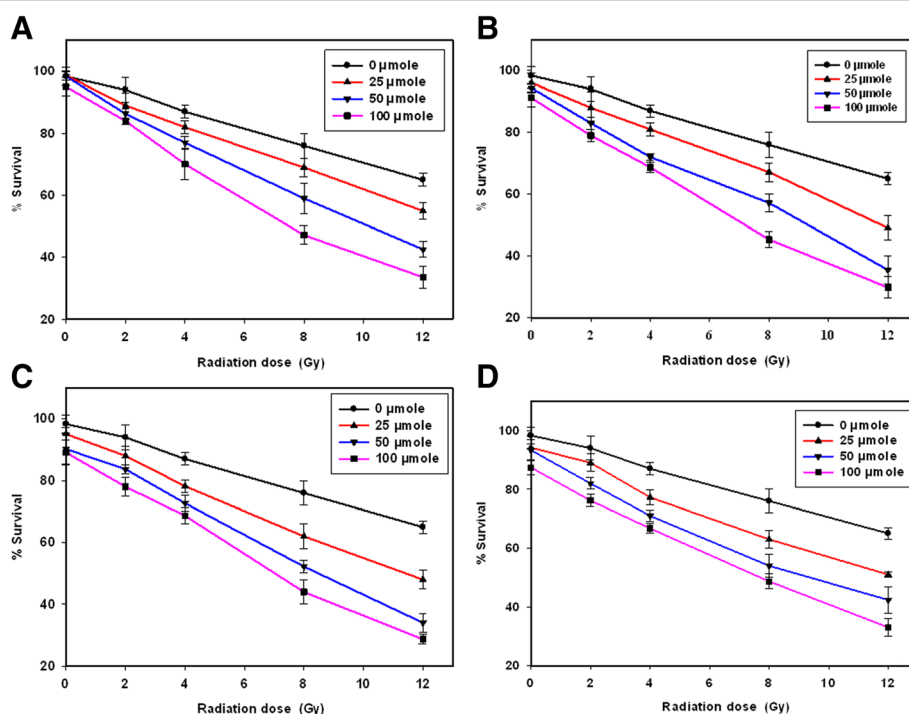 A
100
80
60
40
20
% Survival
0 µmole
25 µmole
50 µmole
100 µmole
0 2 4 6 8 10 12
Radiation dose (Gy)
B
100
80
60
40
20
% Survival
0 µmole
25 µmole
50 µmole
100 µmole
0 2 4 6 8 10 12
Radiation dose (Gy)
C
100
80
60
40
20
% Survival
0 µmole
25 µmole
50 µmole
100 µmole
0 2 4 6 8 10 12
Radiation dose (Gy)
D
100
80
60
40
20
% Survival
0 µmole
25 µmole
50 µmole
100 µmole
0 2 4 6 8 10 12
Radiation dose (Gy)